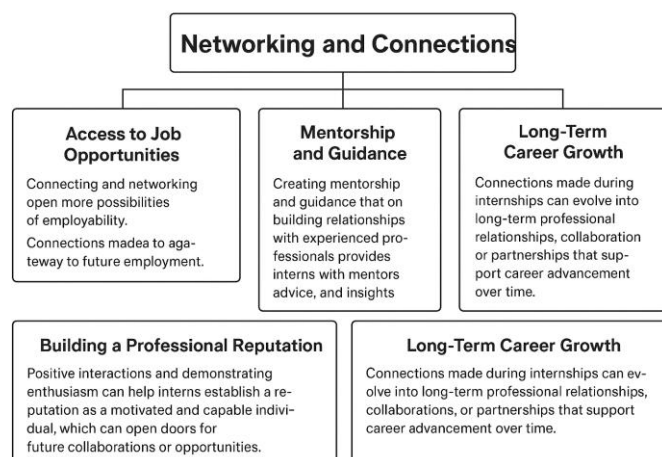 Networking and Connections
Access to Job
Opportunities
Connecting and networking
open more possibilities
of employability.
Connections madea to aga-
teway to future employment.
Mentorship
and Guidance
Creating mentorship
and guidance that on
building relationships
with experienced pro-
fessionals provides
interns with mentors
advice, and insights
Long-Term
Career Growth
Connections made during
internships can evolve into
long-term professional
relationships, collaboration
or partnerships that sup-
port career advancement
over time.
Building a Professional Reputation
Positive interactions and demonstrating
enthusiasm can help interns establish a re-
putation as a motivated and capable indivi-
dual, which can open doors for
future collaborations or opportunities.
Long-Term Career Growth
Connections made during internships can ev-
olve into long-term professional relationships,
collaborations, or partnerships that support
career advancement over time.